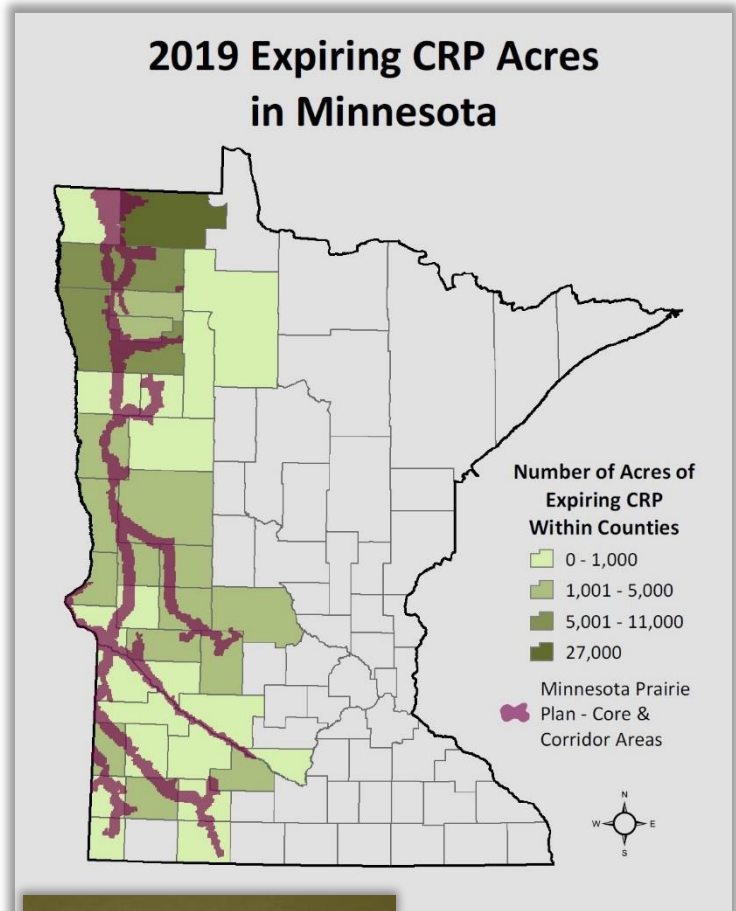 2019 Expiring CRP Acres
in Minnesota
Number of Acres of
Expiring CRP
Within Counties
0 - 1,000
1,001 - 5,000
5,001 - 11,000
27,000
Minnesota Prairie
Plan - Core &
Corridor Areas
N
W E
S